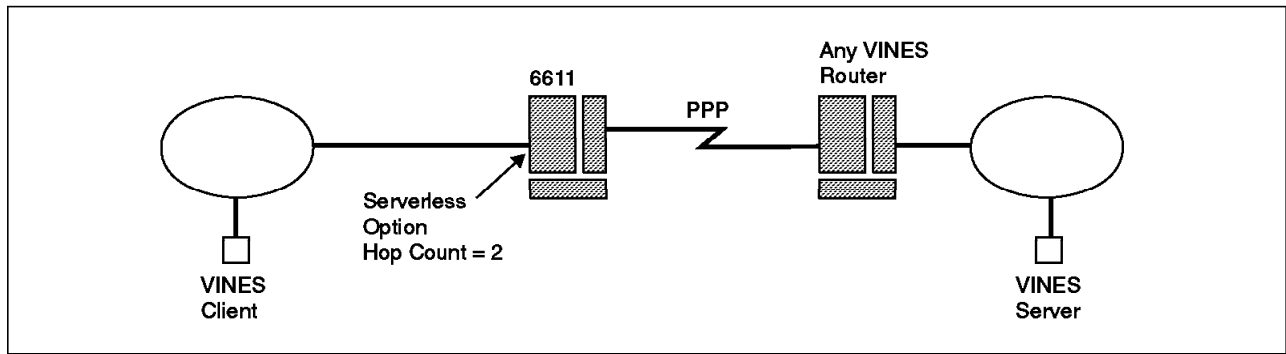 6611
Any VINES
Router
PPP
Serverless
Option
Hop Count = 2
VINES
Client
VINES
Server